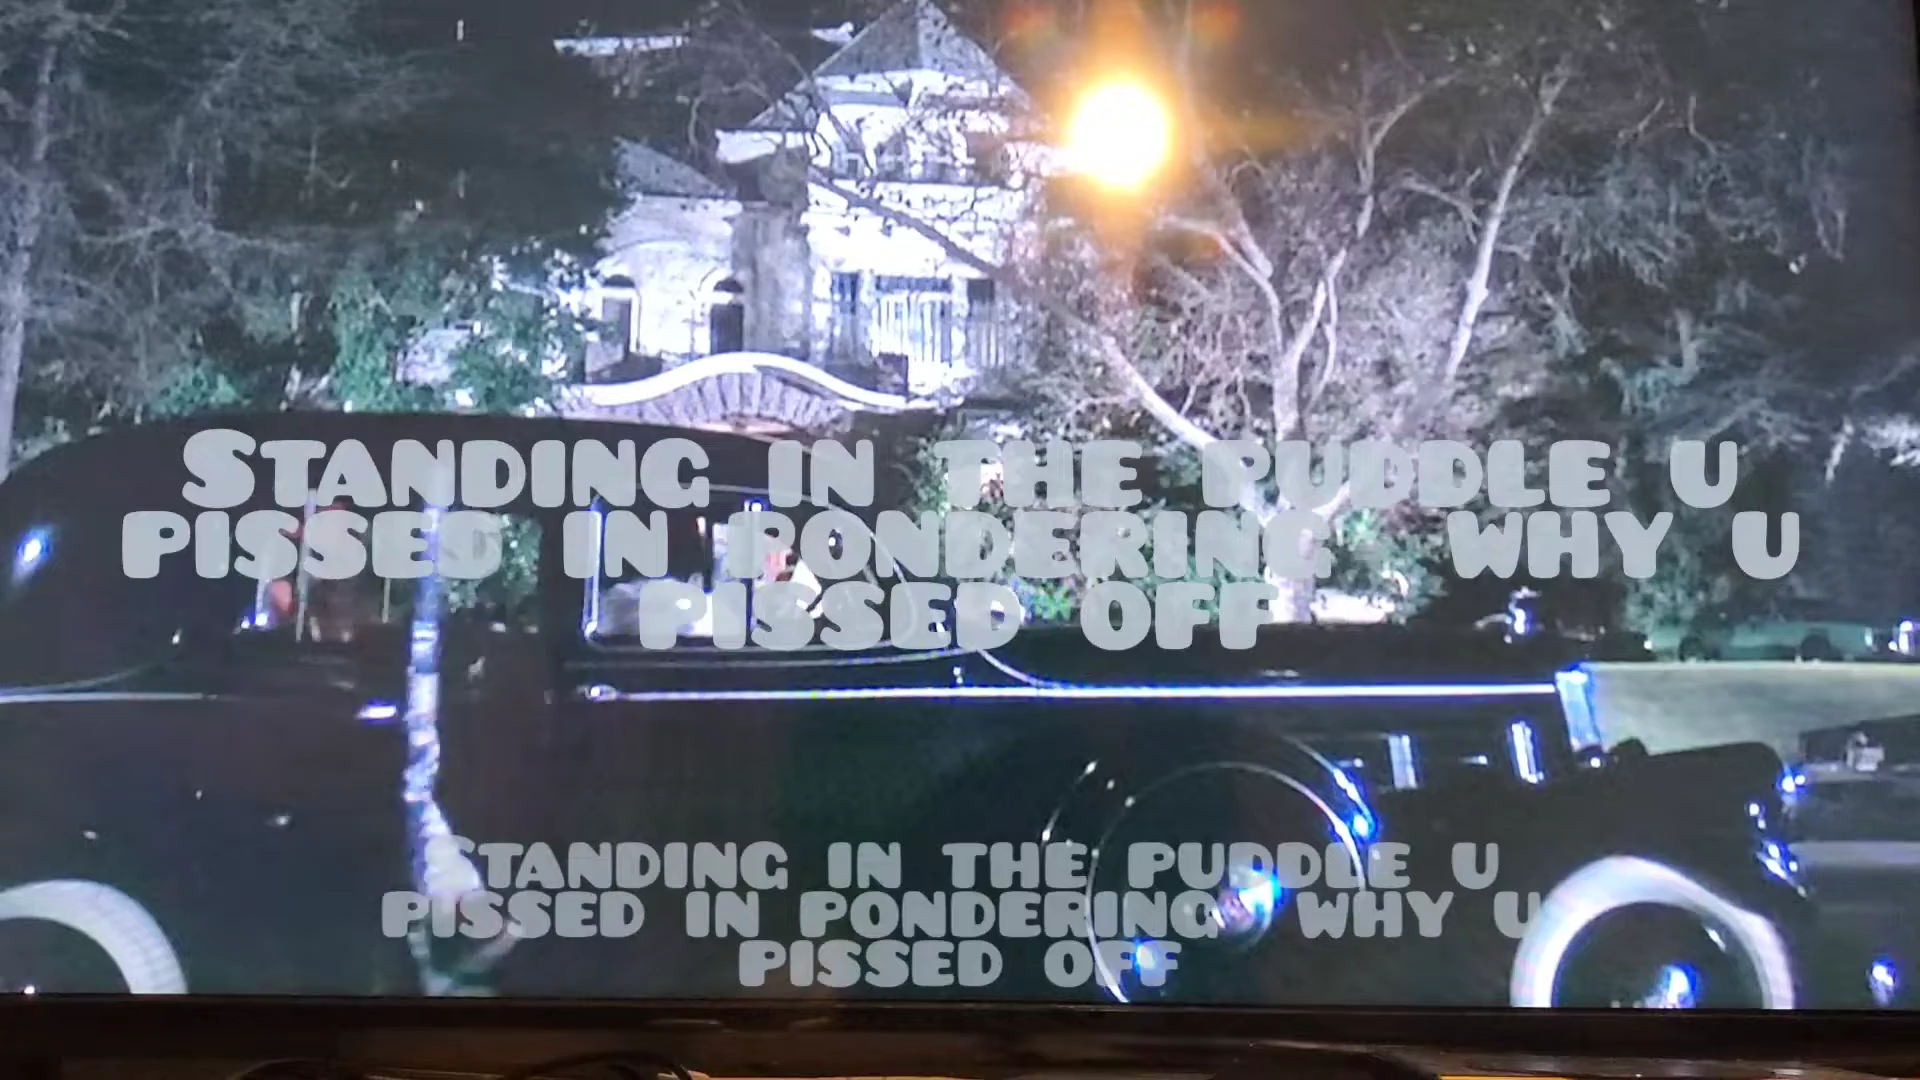 STANDING IN THE PUDDLE U
PISSED IN PONDERING WHY U
PISSED OFF
STANDING IN THE PUDDLE U
PISSED IN PONDERING WHY U
PISSED OFF